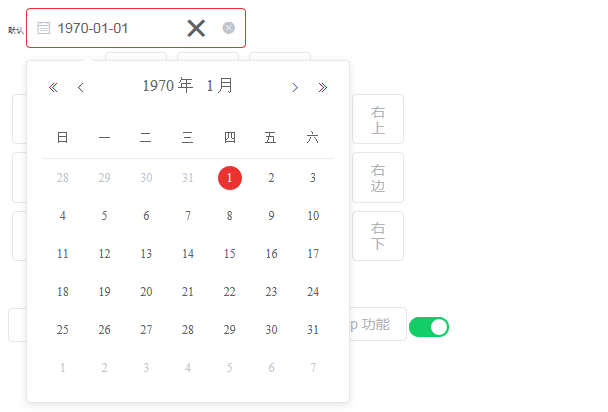 默认 1970-01-01
1970 年 1 月
日 一 二 三 四 五 六
28 29 30 31 1 2 3
4 5 6 7 8 9 10
11 12 13 14 15 16 17
18 19 20 21 22 23 24
25 26 27 28 29 30 31
1 2 3 4 5 6 7
右上
右边
右下
p 功能